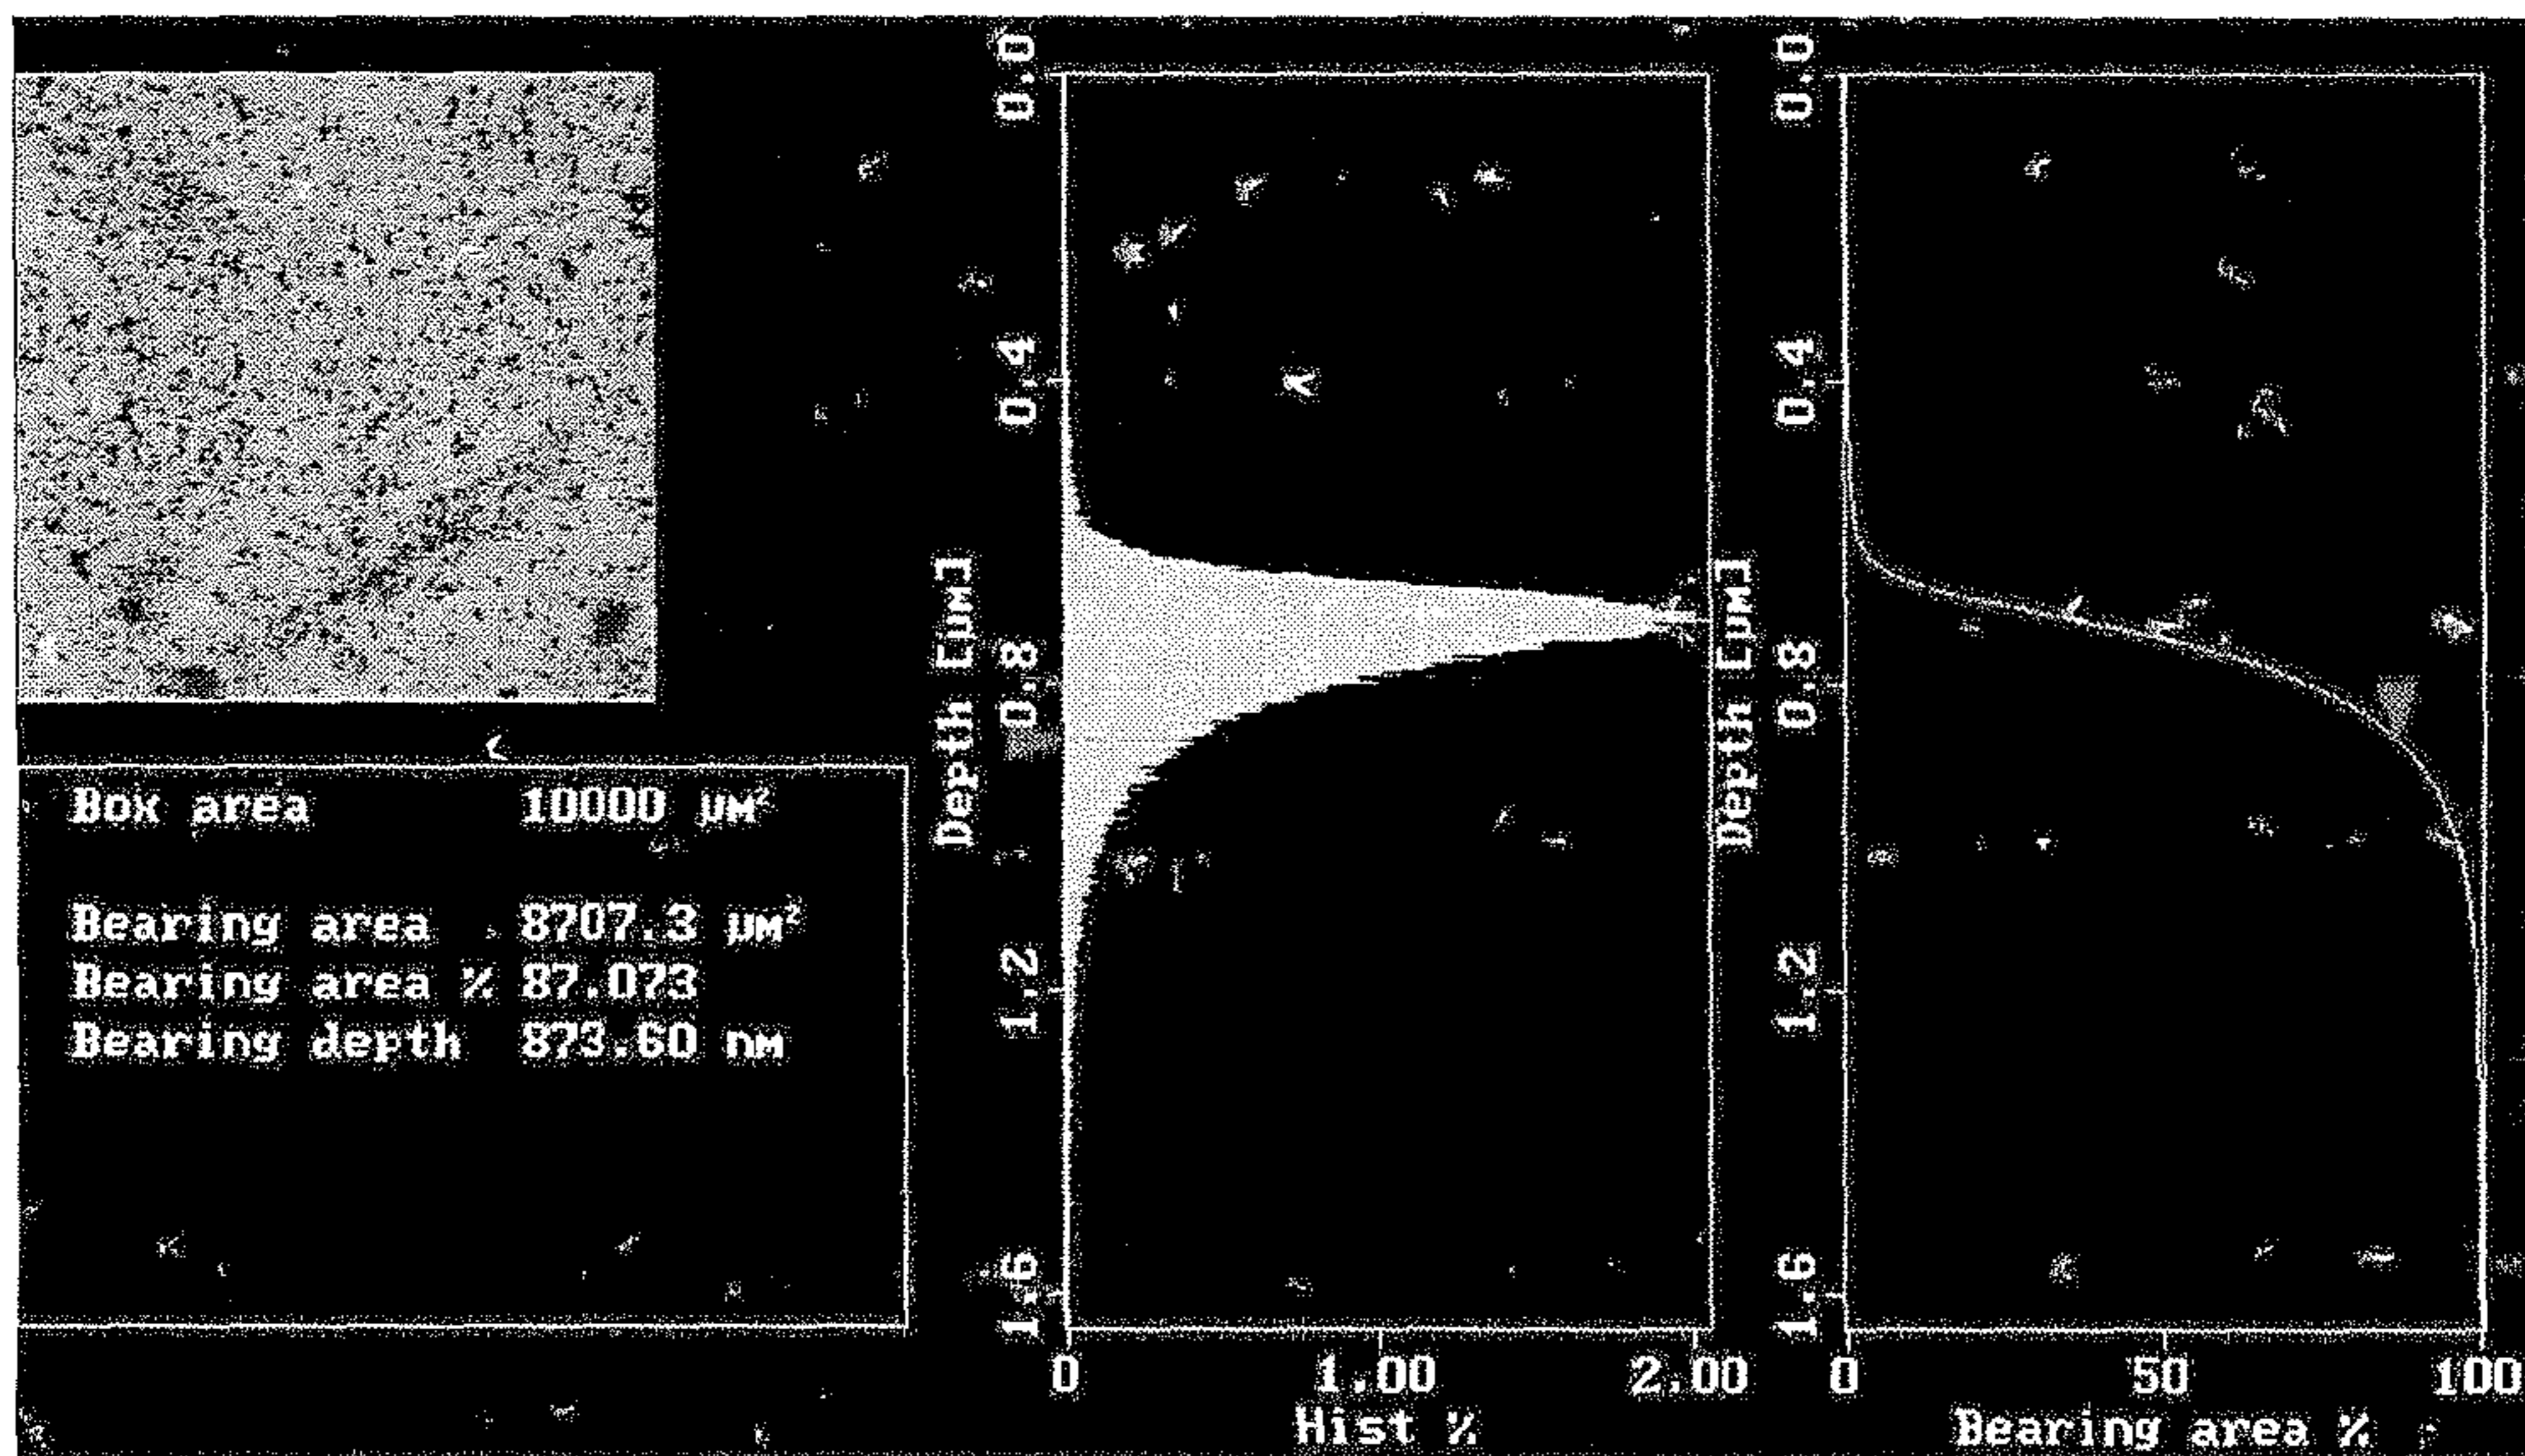 Box area 10000 µm²
Bearing area 8707.3 µm²
Bearing area % 87.073
Bearing depth 873.60 nm
Depth [µm]
0.0
0.4
0.8
1.2
1.6
0 1.00 2.00
Hist %
Depth [µm]
0.0
0.4
0.8
1.2
1.6
0 50 100
Bearing area %